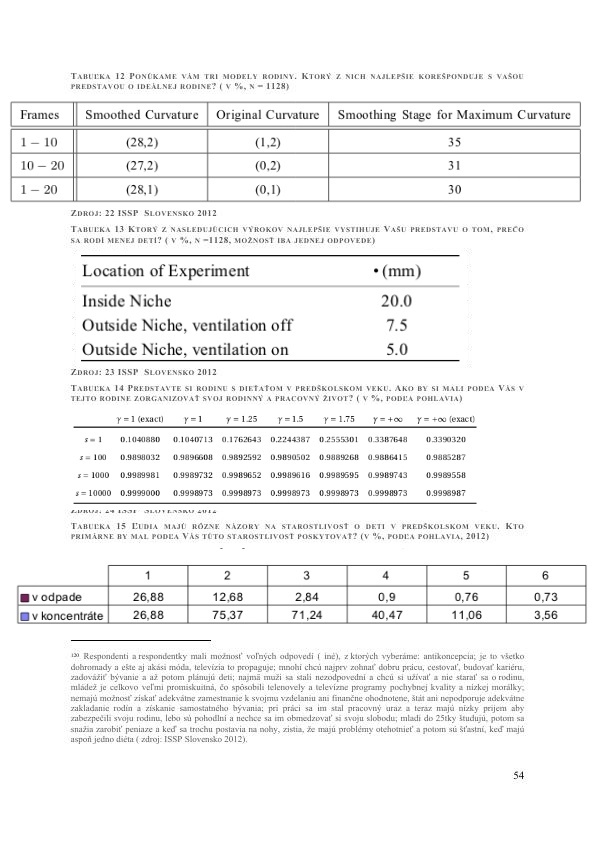 TABUĽKA 12 PONÚKAME VÁM TRI MODELY RODINY. KTORÝ Z NICH NAJLEPŠIE KOREŠPONDUJE S VAŠOU
PREDSTAVOU O IDEÁLNEJ RODINE? ( V %, N = 1128)
Frames Smoothed Curvature Original Curvature Smoothing Stage for Maximum Curvature
1 − 10 (28,2) (1,2) 35
10 − 20 (27,2) (0,2) 31
1 − 20 (28,1) (0,1) 30
ZDROJ: 22 ISSP SLOVENSKO 2012
TABUĽKA 13 KTORÝ Z NASLEDUJÚCICH VÝROKOV NAJLEPŠIE VYSTIHUJE VAŠU PREDSTAVU O TOM, PREČO
SA RODÍ MENEJ DETÍ? ( V %, N =1128, MOŽNOSŤ IBA JEDNEJ ODPOVEDE)
Location of Experiment • (mm)
Inside Niche 20.0
Outside Niche, ventilation off 7.5
Outside Niche, ventilation on 5.0
ZDROJ: 23 ISSP SLOVENSKO 2012
TABUĽKA 14 PREDSTAVTE SI RODINU S DIEŤAŤOM V PREDŠKOLSKOM VEKU. AKO BY SI MALI PODĽA VÁS V
TEJTO RODINE ZORGANIZOVAŤ SVOJ RODINNÝ A PRACOVNÝ ŽIVOT? ( V %, PODĽA POHLAVIA)
γ = 1 (exact) γ = 1 γ = 1.25 γ = 1.5 γ = 1.75 γ = +∞ γ = +∞ (exact)
s = 1 0.1040880 0.1040713 0.1762643 0.2244387 0.2555301 0.3387648 0.3390320
s = 100 0.9898032 0.9896608 0.9892592 0.9890502 0.9889268 0.9886415 0.9885287
s = 1000 0.9989981 0.9989732 0.9989652 0.9989616 0.9989595 0.9989743 0.9989558
s = 10000 0.9999000 0.9998973 0.9998973 0.9998973 0.9998973 0.9998973 0.9998987
ZDROJ: 24 ISSP SLOVENSKO 2012
TABUĽKA 15 ĽUDIA MAJÚ RÔZNE NÁZORY NA STAROSTLIVOSŤ O DETI V PREDŠKOLSKOM VEKU. KTO
PRIMÁRNE BY MAL PODĽA VÁS TÚTO STAROSTLIVOSŤ POSKYTOVAŤ? (V %, PODĽA POHLAVIA, 2012)
1 2 3 4 5 6
v odpade 26,88 12,68 2,84 0,9 0,76 0,73
v koncentráte 26,88 75,37 71,24 40,47 11,06 3,56
120 Respondenti a respondentky mali možnosť voľných odpovedí ( iné), z ktorých vyberáme: antikoncepcia; je to všetko
dohromady a ešte aj akási móda, televízia to propaguje; mnohí chcú najprv zohnať dobru prácu, cestovať, budovať kariéru,
zadovážiť bývanie a až potom plánujú deti; najmä muži sa stali nezodpovední a chcú si užívať a nie starať sa o rodinu,
mládež je celkovo veľmi promiskuitná, čo spôsobili telenovely a televízne programy pochybnej kvality a nízkej morálky;
nemajú možnosť získať adekvátne zamestnanie k svojmu vzdelaniu ani finančne ohodnotene, štát ani nepodporuje adekvátne
zakladanie rodín a získanie samostatného bývania; pri práci sa im stal pracovný uraz a teraz majú nízky príjem aby
zabezpečili svoju rodinu, lebo sú pohodlní a nechce sa im obmedzovať si svoju slobodu; mladí do 25tky študujú, potom sa
snažia zarobiť peniaze a keď sa trochu postavia na nohy, zistia, že majú problémy otehotnieť a potom sú šťastní, keď majú
aspoň jedno diéta ( zdroj: ISSP Slovensko 2012).
54